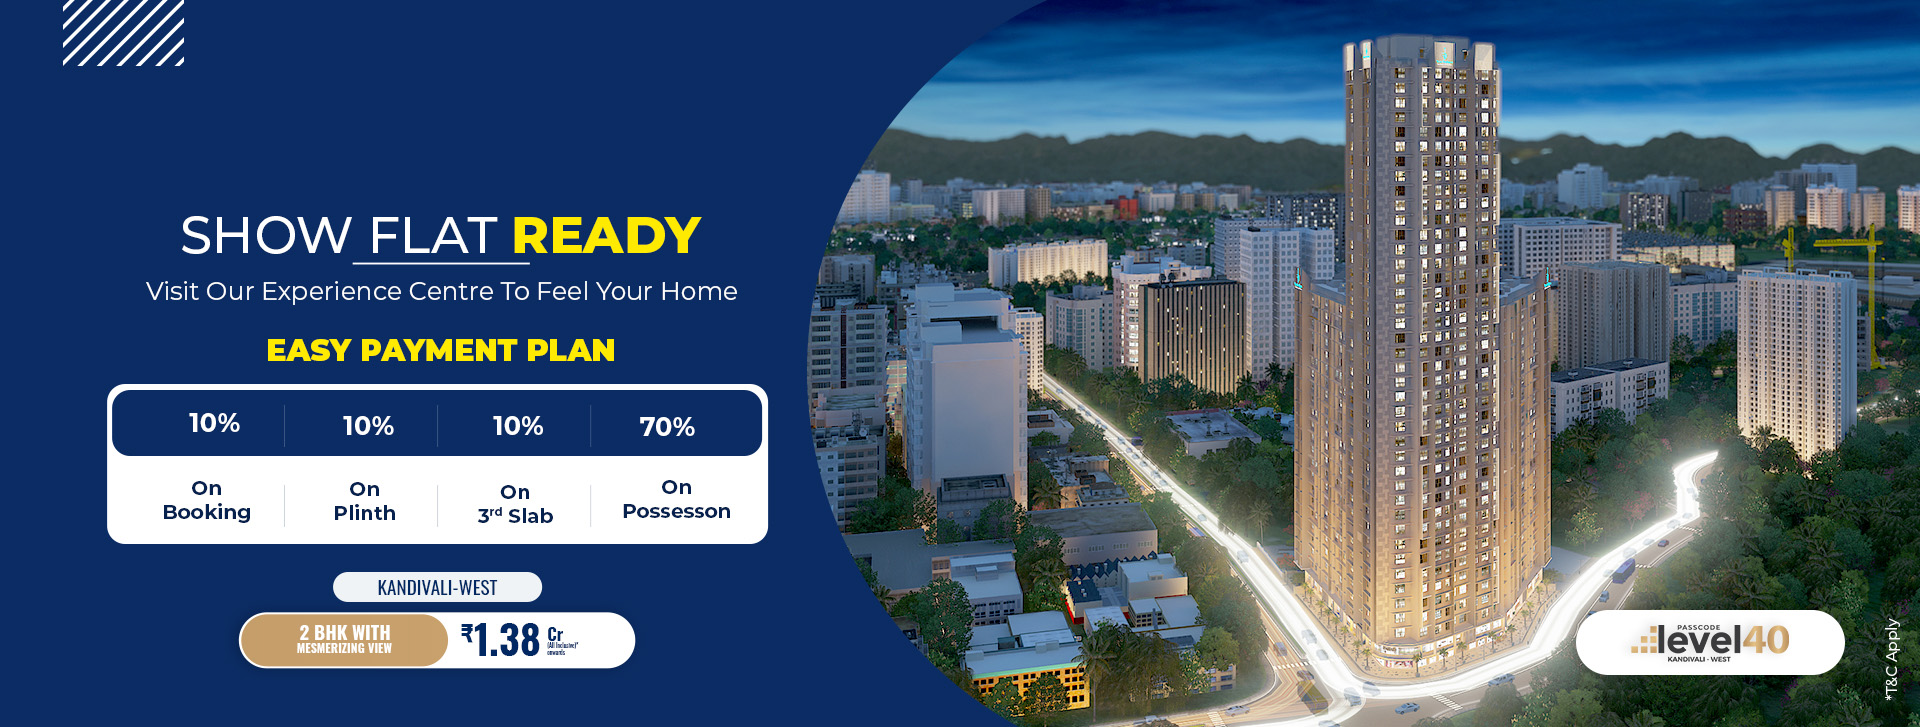 SHOW FLAT READY
Visit Our Experience Centre To Feel Your Home
EASY PAYMENT PLAN
10% 10% 10% 70%
On Booking
On Plinth
On 3rd Slab
On Possesson
KANDIVALI-WEST
2 BHK WITH
MESMERIZING VIEW
₹1.38 Cr
(All Inclusive)*
onwards
PASSCODE
level40
KANDIVALI - WEST
*T&C Apply